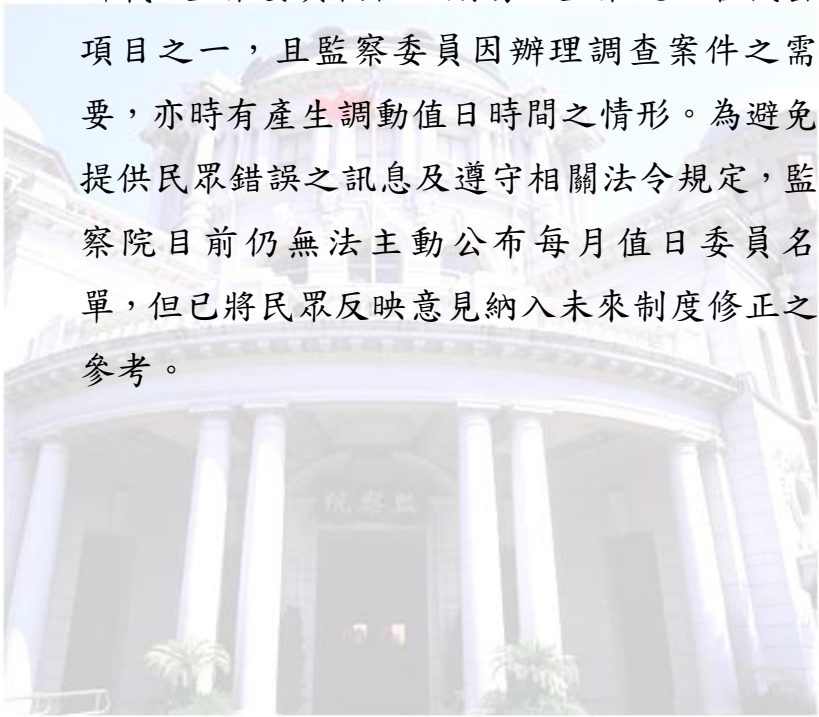 項目之一,且監察委員因辦理調查案件之需
要,亦時有產生調動值日時間之情形。為避免
提供民眾錯誤之訊息及遵守相關法令規定,監
察院目前仍無法主動公布每月值日委員名
單,但已將民眾反映意見納入未來制度修正之
參考。
院察監